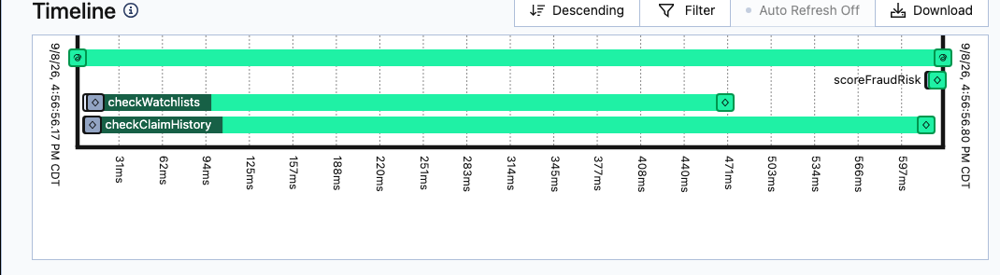 Timeline
Descending
Filter
Auto Refresh Off
Download
9/8/26, 4:56:56.17 PM CDT
9/8/26, 4:56:56.80 PM CDT
scoreFraudRisk
checkWatchlists
checkClaimHistory
31ms
62ms
94ms
125ms
157ms
188ms
220ms
251ms
283ms
314ms
345ms
377ms
408ms
440ms
471ms
503ms
534ms
566ms
597ms